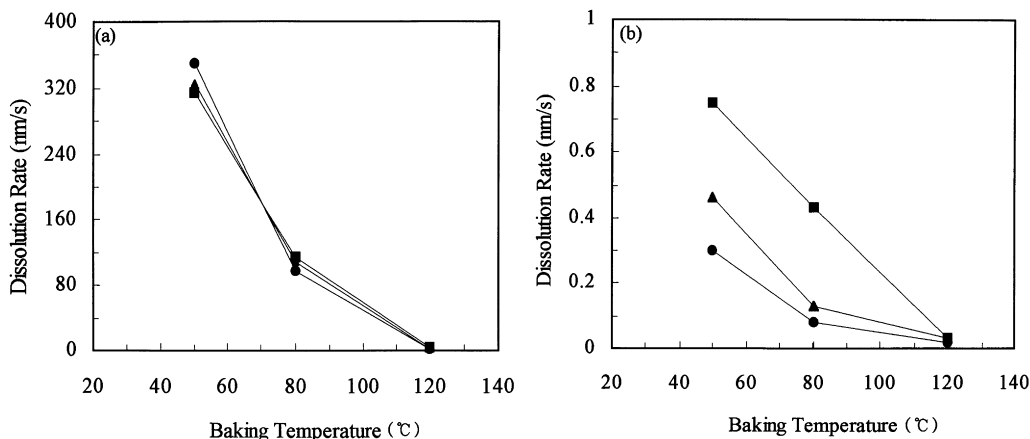 (a)
Dissolution Rate (nm/s)
400
320
240
160
80
0
20 40 60 80 100 120 140
Baking Temperature (℃)
(b)
Dissolution Rate (nm/s)
1
0.8
0.6
0.4
0.2
0
20 40 60 80 100 120 140
Baking Temperature (℃)